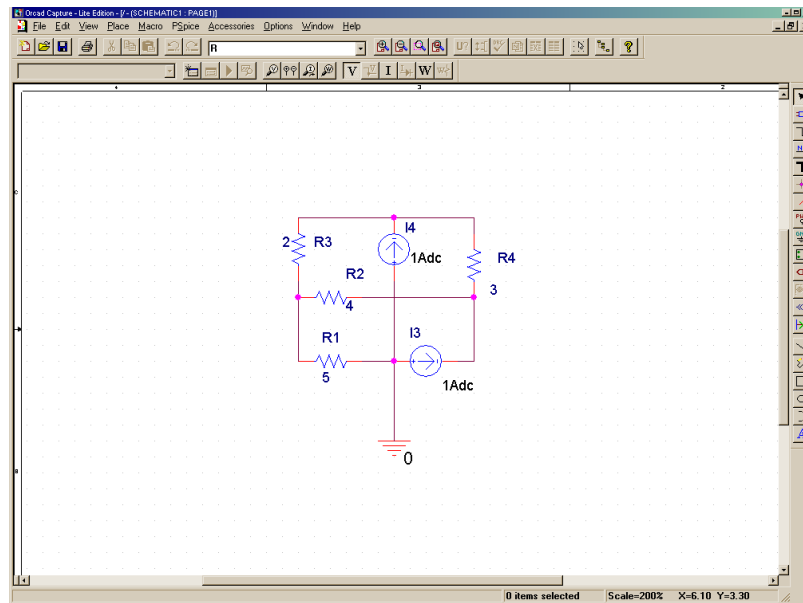 Orcad Capture - Lite Edition - [/ - (SCHEMATIC1 : PAGE1)]
File Edit View Place Macro PSpice Accessories Options Window Help
R
V I W
4 3 2
I4
2 R3
1Adc
R4
R2
3
4
R1 I3
5
1Adc
0
0 items selected Scale=200% X=6.10 Y=3.30